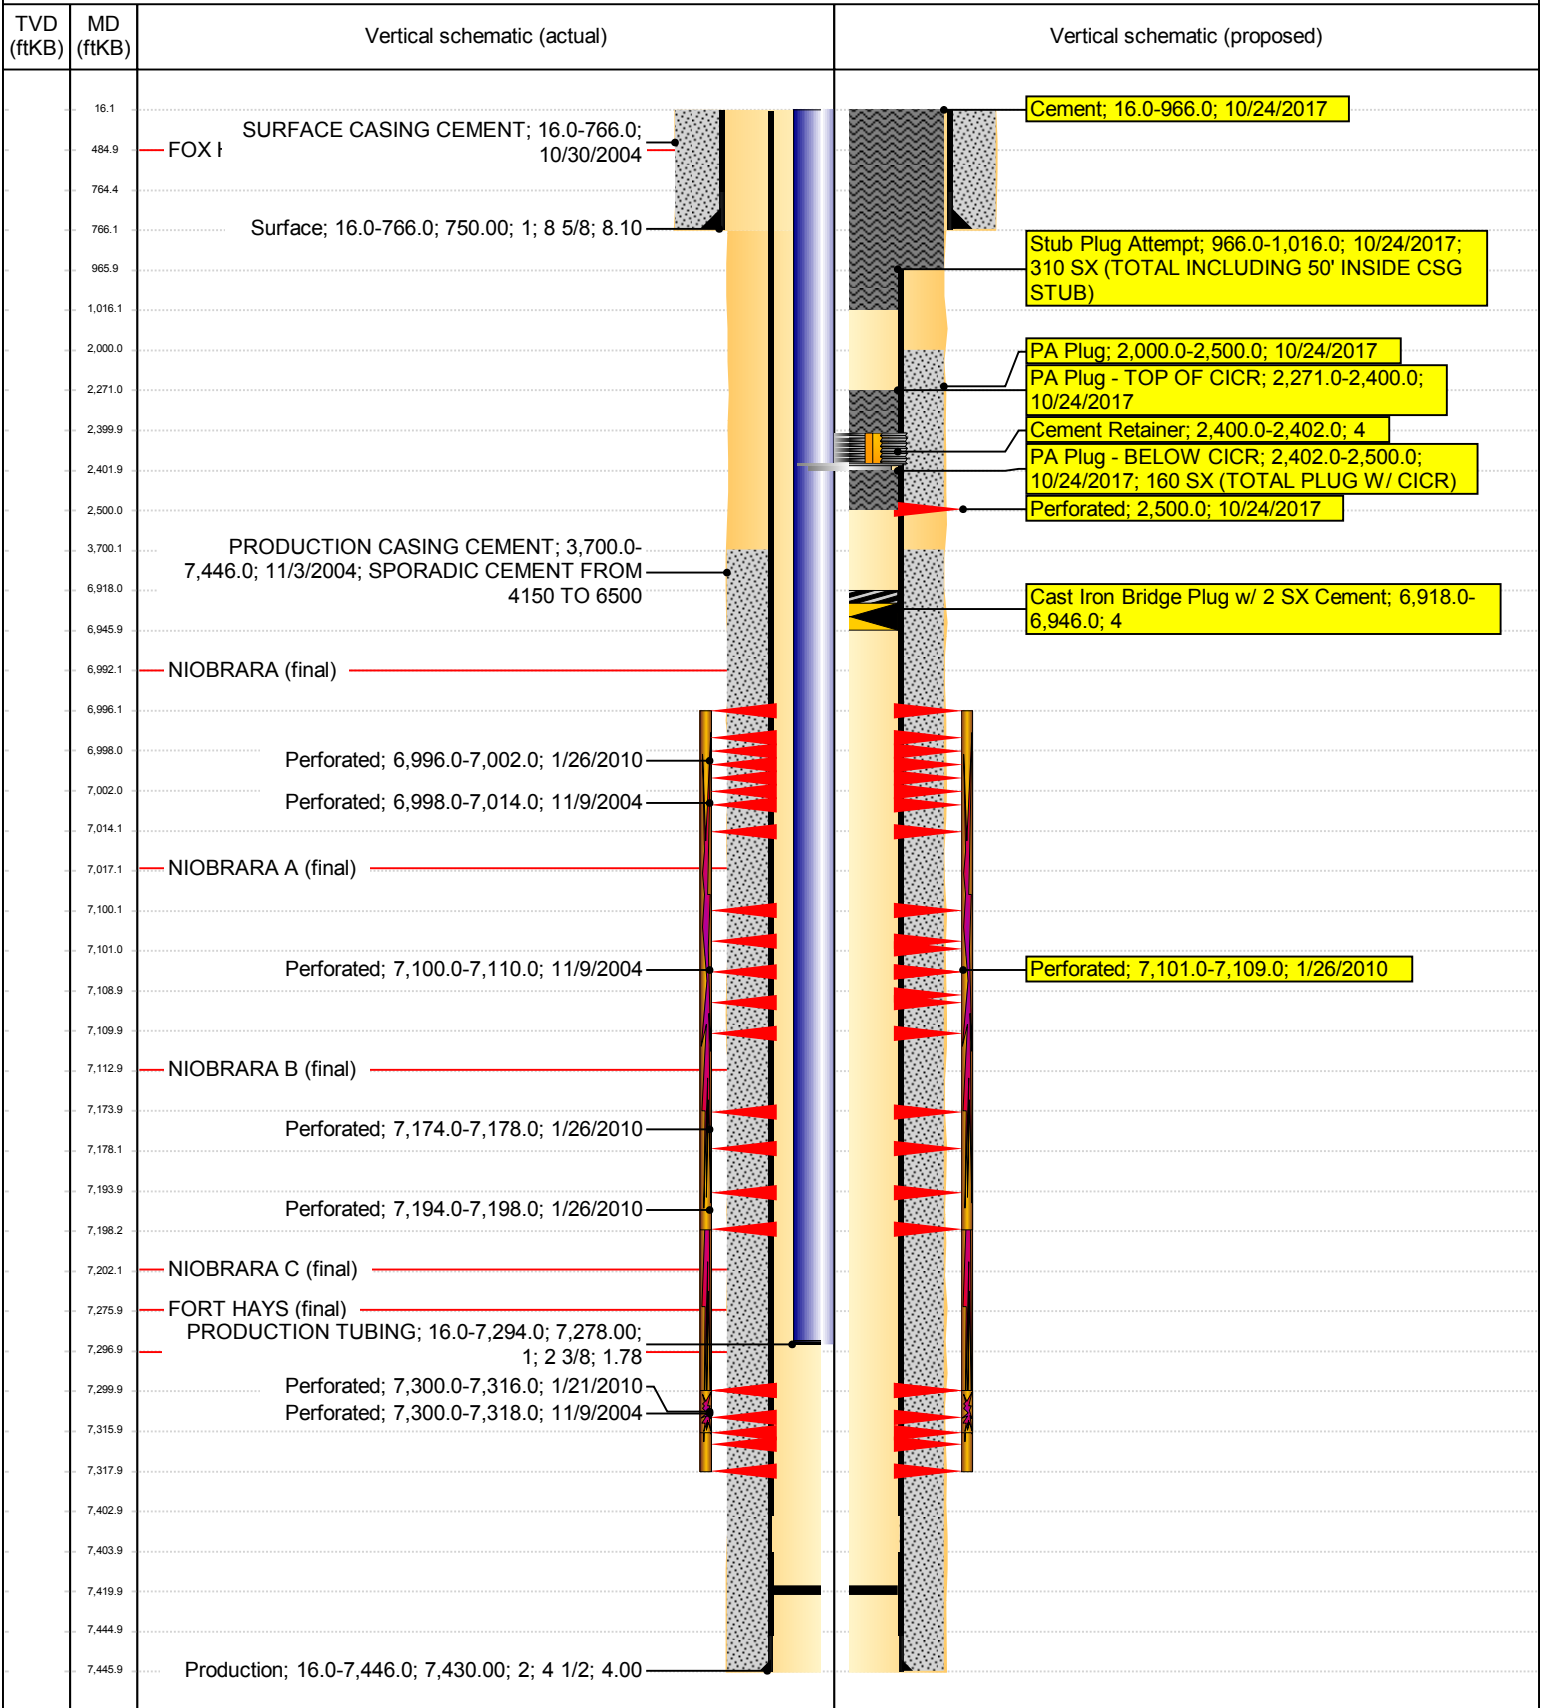 TVD (ftKB)
MD (ftKB)
Vertical schematic (actual)
Vertical schematic (proposed)
16.1
484.9
764.4
766.1
965.9
1,016.1
2,000.0
2,271.0
2,399.9
2,401.9
2,500.0
3,700.1
6,918.0
6,945.9
6,992.1
6,996.1
6,998.0
7,002.0
7,014.1
7,017.1
7,100.1
7,101.0
7,108.9
7,109.9
7,112.9
7,173.9
7,178.1
7,193.9
7,198.2
7,202.1
7,275.9
7,296.9
7,299.9
7,315.9
7,317.9
7,402.9
7,403.9
7,419.9
7,444.9
7,445.9
SURFACE CASING CEMENT; 16.0-766.0;
10/30/2004
FOX
Surface; 16.0-766.0; 750.00; 1; 8 5/8; 8.10
PRODUCTION CASING CEMENT; 3,700.0-
7,446.0; 11/3/2004; SPORADIC CEMENT FROM
4150 TO 6500
NIOBRARA (final)
Perforated; 6,996.0-7,002.0; 1/26/2010
Perforated; 6,998.0-7,014.0; 11/9/2004
NIOBRARA A (final)
Perforated; 7,100.0-7,110.0; 11/9/2004
NIOBRARA B (final)
Perforated; 7,174.0-7,178.0; 1/26/2010
Perforated; 7,194.0-7,198.0; 1/26/2010
NIOBRARA C (final)
FORT HAYS (final)
PRODUCTION TUBING; 16.0-7,294.0; 7,278.00;
1; 2 3/8; 1.78
Perforated; 7,300.0-7,316.0; 1/21/2010
Perforated; 7,300.0-7,318.0; 11/9/2004
Production; 16.0-7,446.0; 7,430.00; 2; 4 1/2; 4.00
Cement; 16.0-966.0; 10/24/2017
Stub Plug Attempt; 966.0-1,016.0; 10/24/2017;
310 SX (TOTAL INCLUDING 50' INSIDE CSG
STUB)
PA Plug; 2,000.0-2,500.0; 10/24/2017
PA Plug - TOP OF CICR; 2,271.0-2,400.0;
10/24/2017
Cement Retainer; 2,400.0-2,402.0; 4
PA Plug - BELOW CICR; 2,402.0-2,500.0;
10/24/2017; 160 SX (TOTAL PLUG W/ CICR)
Perforated; 2,500.0; 10/24/2017
Cast Iron Bridge Plug w/ 2 SX Cement; 6,918.0-
6,946.0; 4
Perforated; 7,101.0-7,109.0; 1/26/2010